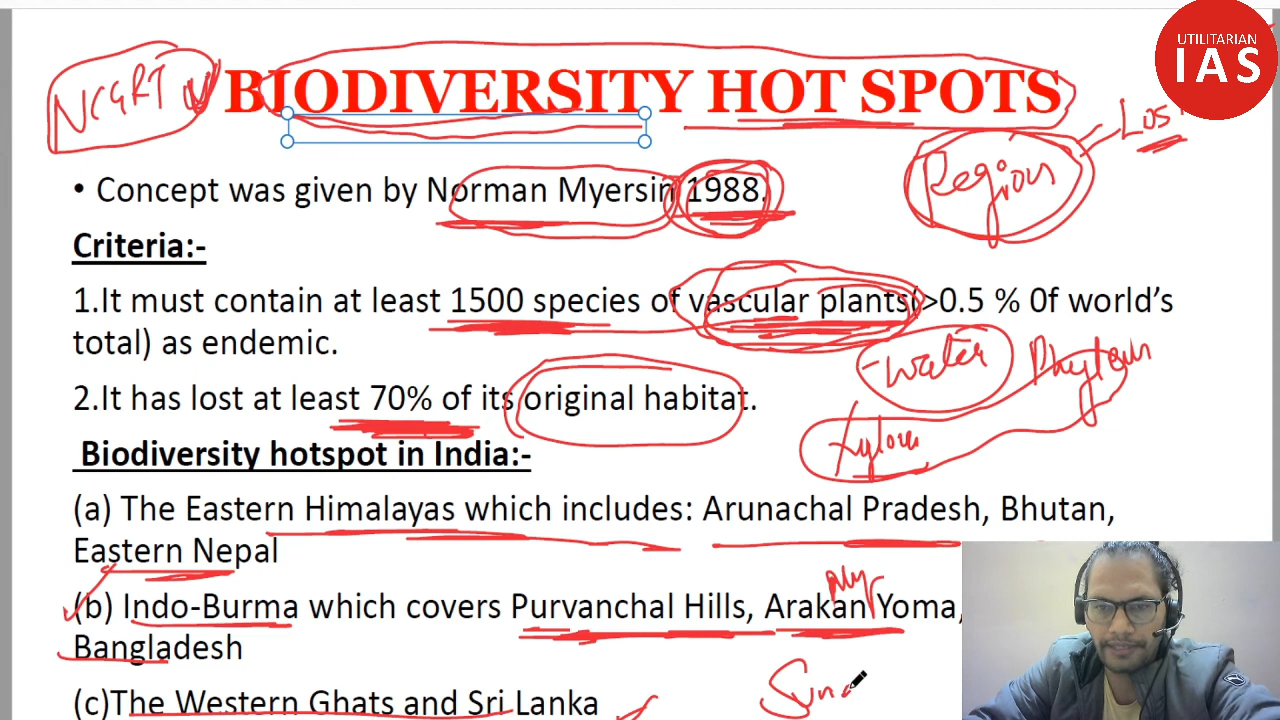 UTILITARIAN
IAS
NCERT
BIODIVERSITY HOT SPOTS
Los
Regions
• Concept was given by Norman Myersin 1988.
Criteria:-
1.It must contain at least 1500 species of vascular plants(>0.5 % 0f world's
total) as endemic.
-water
2.It has lost at least 70% of its original habitat.
Biodiversity hotspot in India:-
(a) The Eastern Himalayas which includes: Arunachal Pradesh, Bhutan,
Eastern Nepal
(b) Indo-Burma which covers Purvanchal Hills, Arakan Yoma,
Bangladesh
(c)The Western Ghats and Sri Lanka